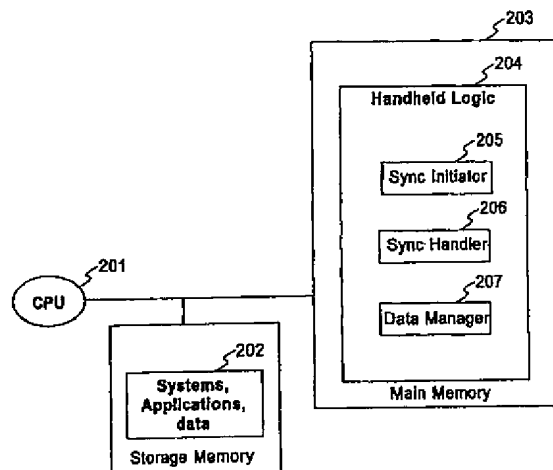 203
204
Handheld Logic
205
Sync Initiator
206
Sync Handler
207
Data Manager
Main Memory
201
CPU
202
Systems,
Applications,
data
Storage Memory